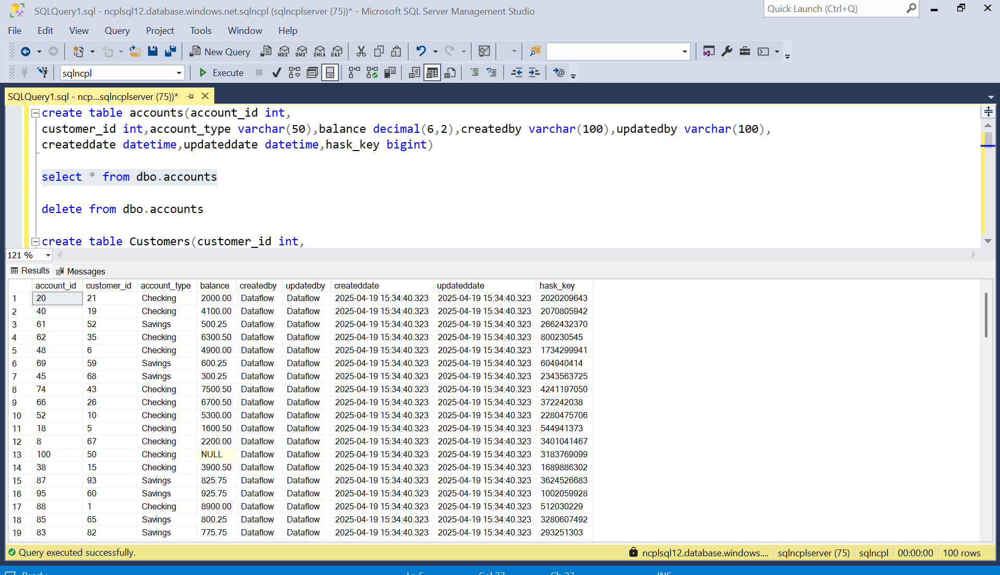 SQLQuery1.sql - ncplsql12.database.windows.net.sqlncpl (sqlncplserver (75))* - Microsoft SQL Server Management Studio
Quick Launch (Ctrl+Q)
File Edit View Query Project Tools Window Help
New Query MDX DMX XMLA DAX
sqlncpl Execute
SQLQuery1.sql - ncp...sqlncplserver (75))*
create table accounts(account_id int,
customer_id int,account_type varchar(50),balance decimal(6,2),createdby varchar(100),updatedby varchar(100),
createddate datetime,updateddate datetime,hask_key bigint)
select * from dbo.accounts
delete from dbo.accounts
create table Customers(customer_id int,
121 %
Results Messages
account_id customer_id account_type balance createdby updatedby createddate updateddate hask_key
1 20 21 Checking 2000.00 Dataflow Dataflow 2025-04-19 15:34:40.323 2025-04-19 15:34:40.323 2020209643
2 40 19 Checking 4100.00 Dataflow Dataflow 2025-04-19 15:34:40.323 2025-04-19 15:34:40.323 2070805942
3 61 52 Savings 500.25 Dataflow Dataflow 2025-04-19 15:34:40.323 2025-04-19 15:34:40.323 2662432370
4 62 35 Checking 6300.50 Dataflow Dataflow 2025-04-19 15:34:40.323 2025-04-19 15:34:40.323 800230545
5 48 6 Checking 4900.00 Dataflow Dataflow 2025-04-19 15:34:40.323 2025-04-19 15:34:40.323 1734299941
6 69 59 Savings 600.25 Dataflow Dataflow 2025-04-19 15:34:40.323 2025-04-19 15:34:40.323 604940414
7 45 68 Savings 300.25 Dataflow Dataflow 2025-04-19 15:34:40.323 2025-04-19 15:34:40.323 2343563725
8 74 43 Checking 7500.50 Dataflow Dataflow 2025-04-19 15:34:40.323 2025-04-19 15:34:40.323 4241197050
9 66 26 Checking 6700.50 Dataflow Dataflow 2025-04-19 15:34:40.323 2025-04-19 15:34:40.323 372242038
10 52 10 Checking 5300.00 Dataflow Dataflow 2025-04-19 15:34:40.323 2025-04-19 15:34:40.323 2280475706
11 18 5 Checking 1600.50 Dataflow Dataflow 2025-04-19 15:34:40.323 2025-04-19 15:34:40.323 544941373
12 8 67 Checking 2200.00 Dataflow Dataflow 2025-04-19 15:34:40.323 2025-04-19 15:34:40.323 3401041467
13 100 50 Checking NULL Dataflow Dataflow 2025-04-19 15:34:40.323 2025-04-19 15:34:40.323 3183769099
14 38 15 Checking 3900.50 Dataflow Dataflow 2025-04-19 15:34:40.323 2025-04-19 15:34:40.323 1689886302
15 87 93 Savings 825.75 Dataflow Dataflow 2025-04-19 15:34:40.323 2025-04-19 15:34:40.323 3624526683
16 95 60 Savings 925.75 Dataflow Dataflow 2025-04-19 15:34:40.323 2025-04-19 15:34:40.323 1002059928
17 88 1 Checking 8900.00 Dataflow Dataflow 2025-04-19 15:34:40.323 2025-04-19 15:34:40.323 512030229
18 85 65 Savings 800.25 Dataflow Dataflow 2025-04-19 15:34:40.323 2025-04-19 15:34:40.323 3280607492
19 83 82 Savings 775.75 Dataflow Dataflow 2025-04-19 15:34:40.323 2025-04-19 15:34:40.323 293251303
Query executed successfully. ncplsql12.database.windows.... sqlncplserver (75) sqlncpl 00:00:00 100 rows